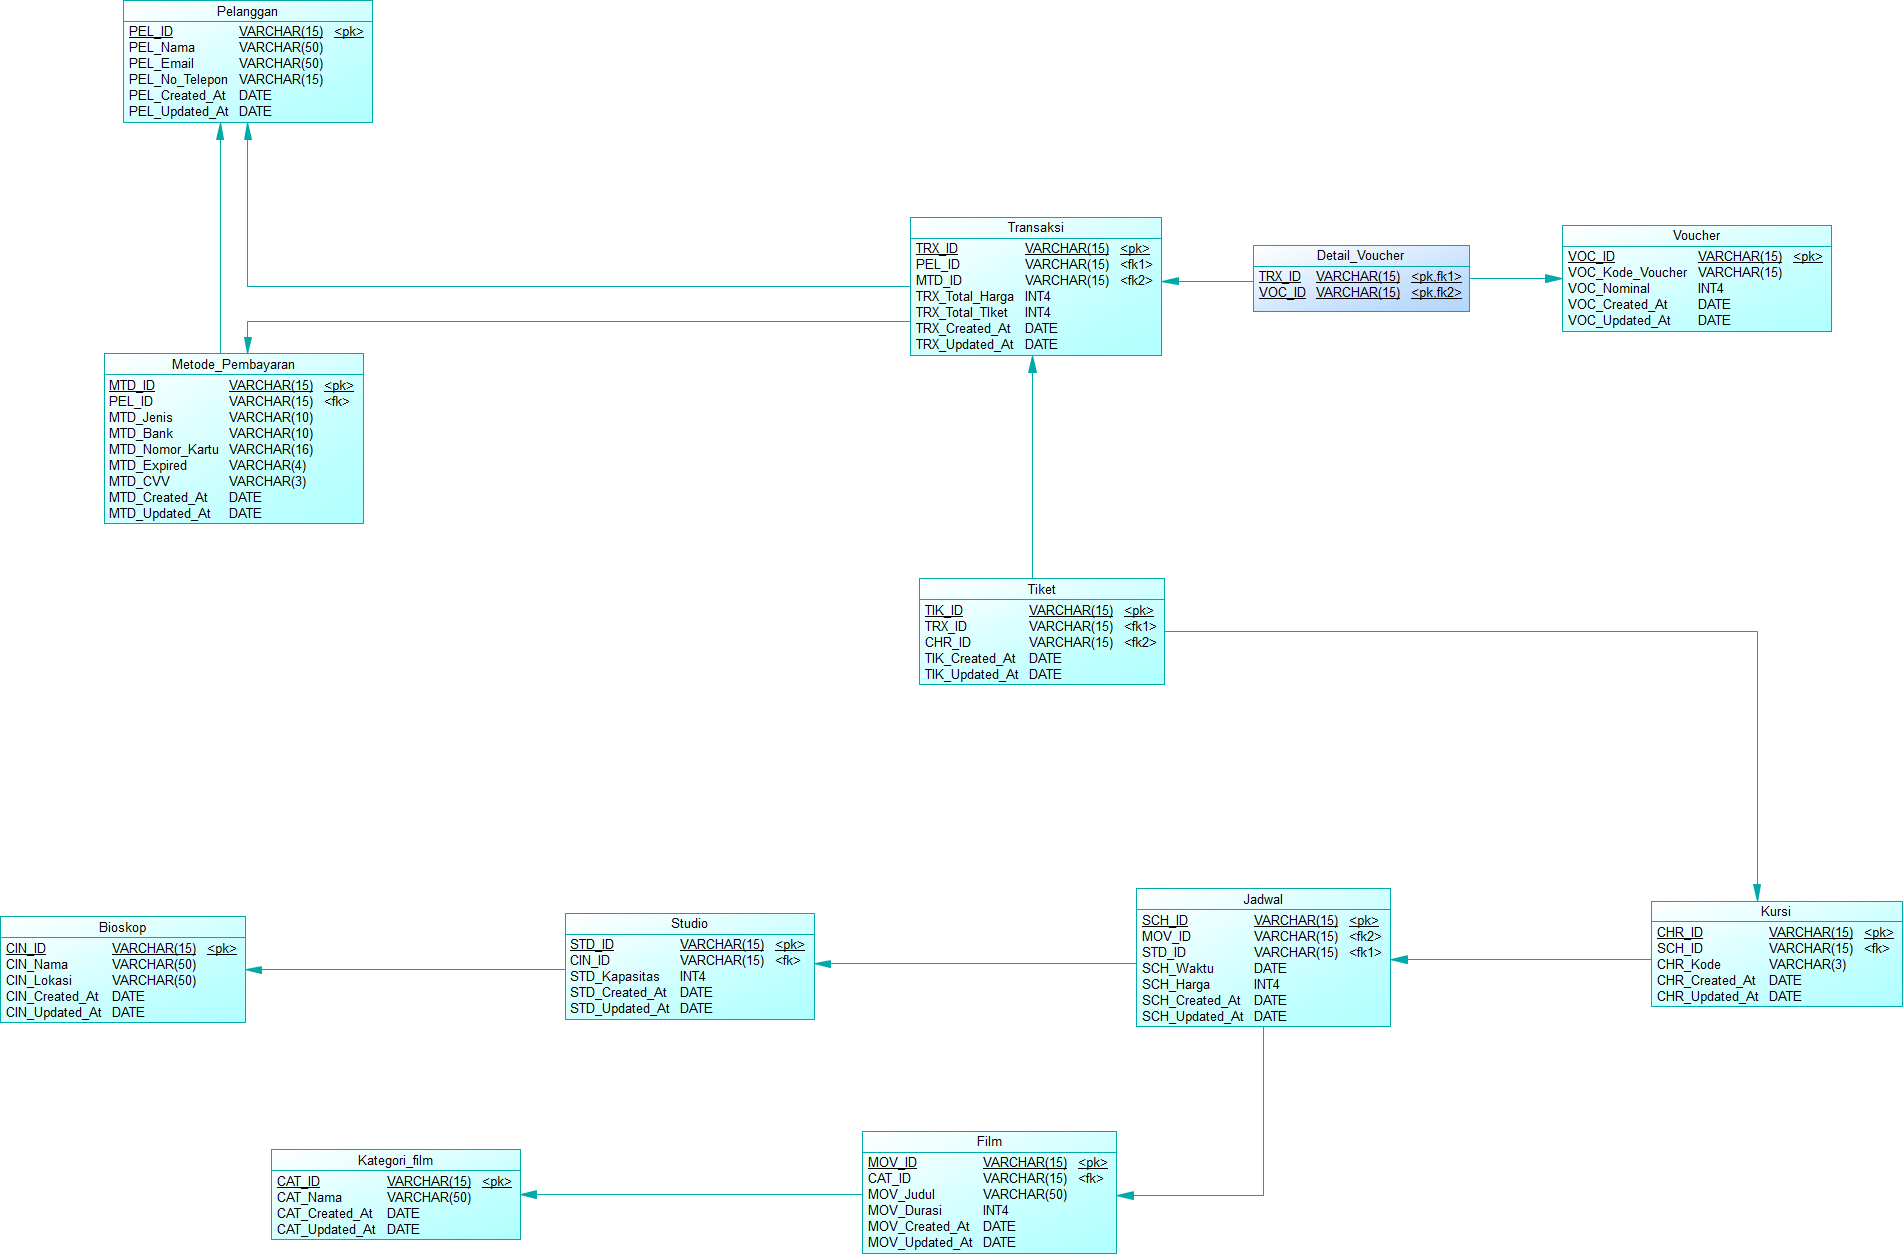 Pelanggan
PEL_ID VARCHAR(15) <pk>
PEL_Nama VARCHAR(50)
PEL_Email VARCHAR(50)
PEL_No_Telepon VARCHAR(15)
PEL_Created_At DATE
PEL_Updated_At DATE
Transaksi
TRX_ID VARCHAR(15) <pk>
PEL_ID VARCHAR(15) <fk1>
MTD_ID VARCHAR(15) <fk2>
TRX_Total_Harga INT4
TRX_Total_TIket INT4
TRX_Created_At DATE
TRX_Updated_At DATE
Detail_Voucher
TRX_ID VARCHAR(15) <pk,fk1>
VOC_ID VARCHAR(15) <pk,fk2>
Voucher
VOC_ID VARCHAR(15) <pk>
VOC_Kode_Voucher VARCHAR(15)
VOC_Nominal INT4
VOC_Created_At DATE
VOC_Updated_At DATE
Metode_Pembayaran
MTD_ID VARCHAR(15) <pk>
PEL_ID VARCHAR(15) <fk>
MTD_Jenis VARCHAR(10)
MTD_Bank VARCHAR(10)
MTD_Nomor_Kartu VARCHAR(16)
MTD_Expired VARCHAR(4)
MTD_CVV VARCHAR(3)
MTD_Created_At DATE
MTD_Updated_At DATE
Tiket
TIK_ID VARCHAR(15) <pk>
TRX_ID VARCHAR(15) <fk1>
CHR_ID VARCHAR(15) <fk2>
TIK_Created_At DATE
TIK_Updated_At DATE
Bioskop
CIN_ID VARCHAR(15) <pk>
CIN_Nama VARCHAR(50)
CIN_Lokasi VARCHAR(50)
CIN_Created_At DATE
CIN_Updated_At DATE
Studio
STD_ID VARCHAR(15) <pk>
CIN_ID VARCHAR(15) <fk>
STD_Kapasitas INT4
STD_Created_At DATE
STD_Updated_At DATE
Jadwal
SCH_ID VARCHAR(15) <pk>
MOV_ID VARCHAR(15) <fk2>
STD_ID VARCHAR(15) <fk1>
SCH_Waktu DATE
SCH_Harga INT4
SCH_Created_At DATE
SCH_Updated_At DATE
Kursi
CHR_ID VARCHAR(15) <pk>
SCH_ID VARCHAR(15) <fk>
CHR_Kode VARCHAR(3)
CHR_Created_At DATE
CHR_Updated_At DATE
Kategori_film
CAT_ID VARCHAR(15) <pk>
CAT_Nama VARCHAR(50)
CAT_Created_At DATE
CAT_Updated_At DATE
Film
MOV_ID VARCHAR(15) <pk>
CAT_ID VARCHAR(15) <fk>
MOV_Judul VARCHAR(50)
MOV_Durasi INT4
MOV_Created_At DATE
MOV_Updated_At DATE